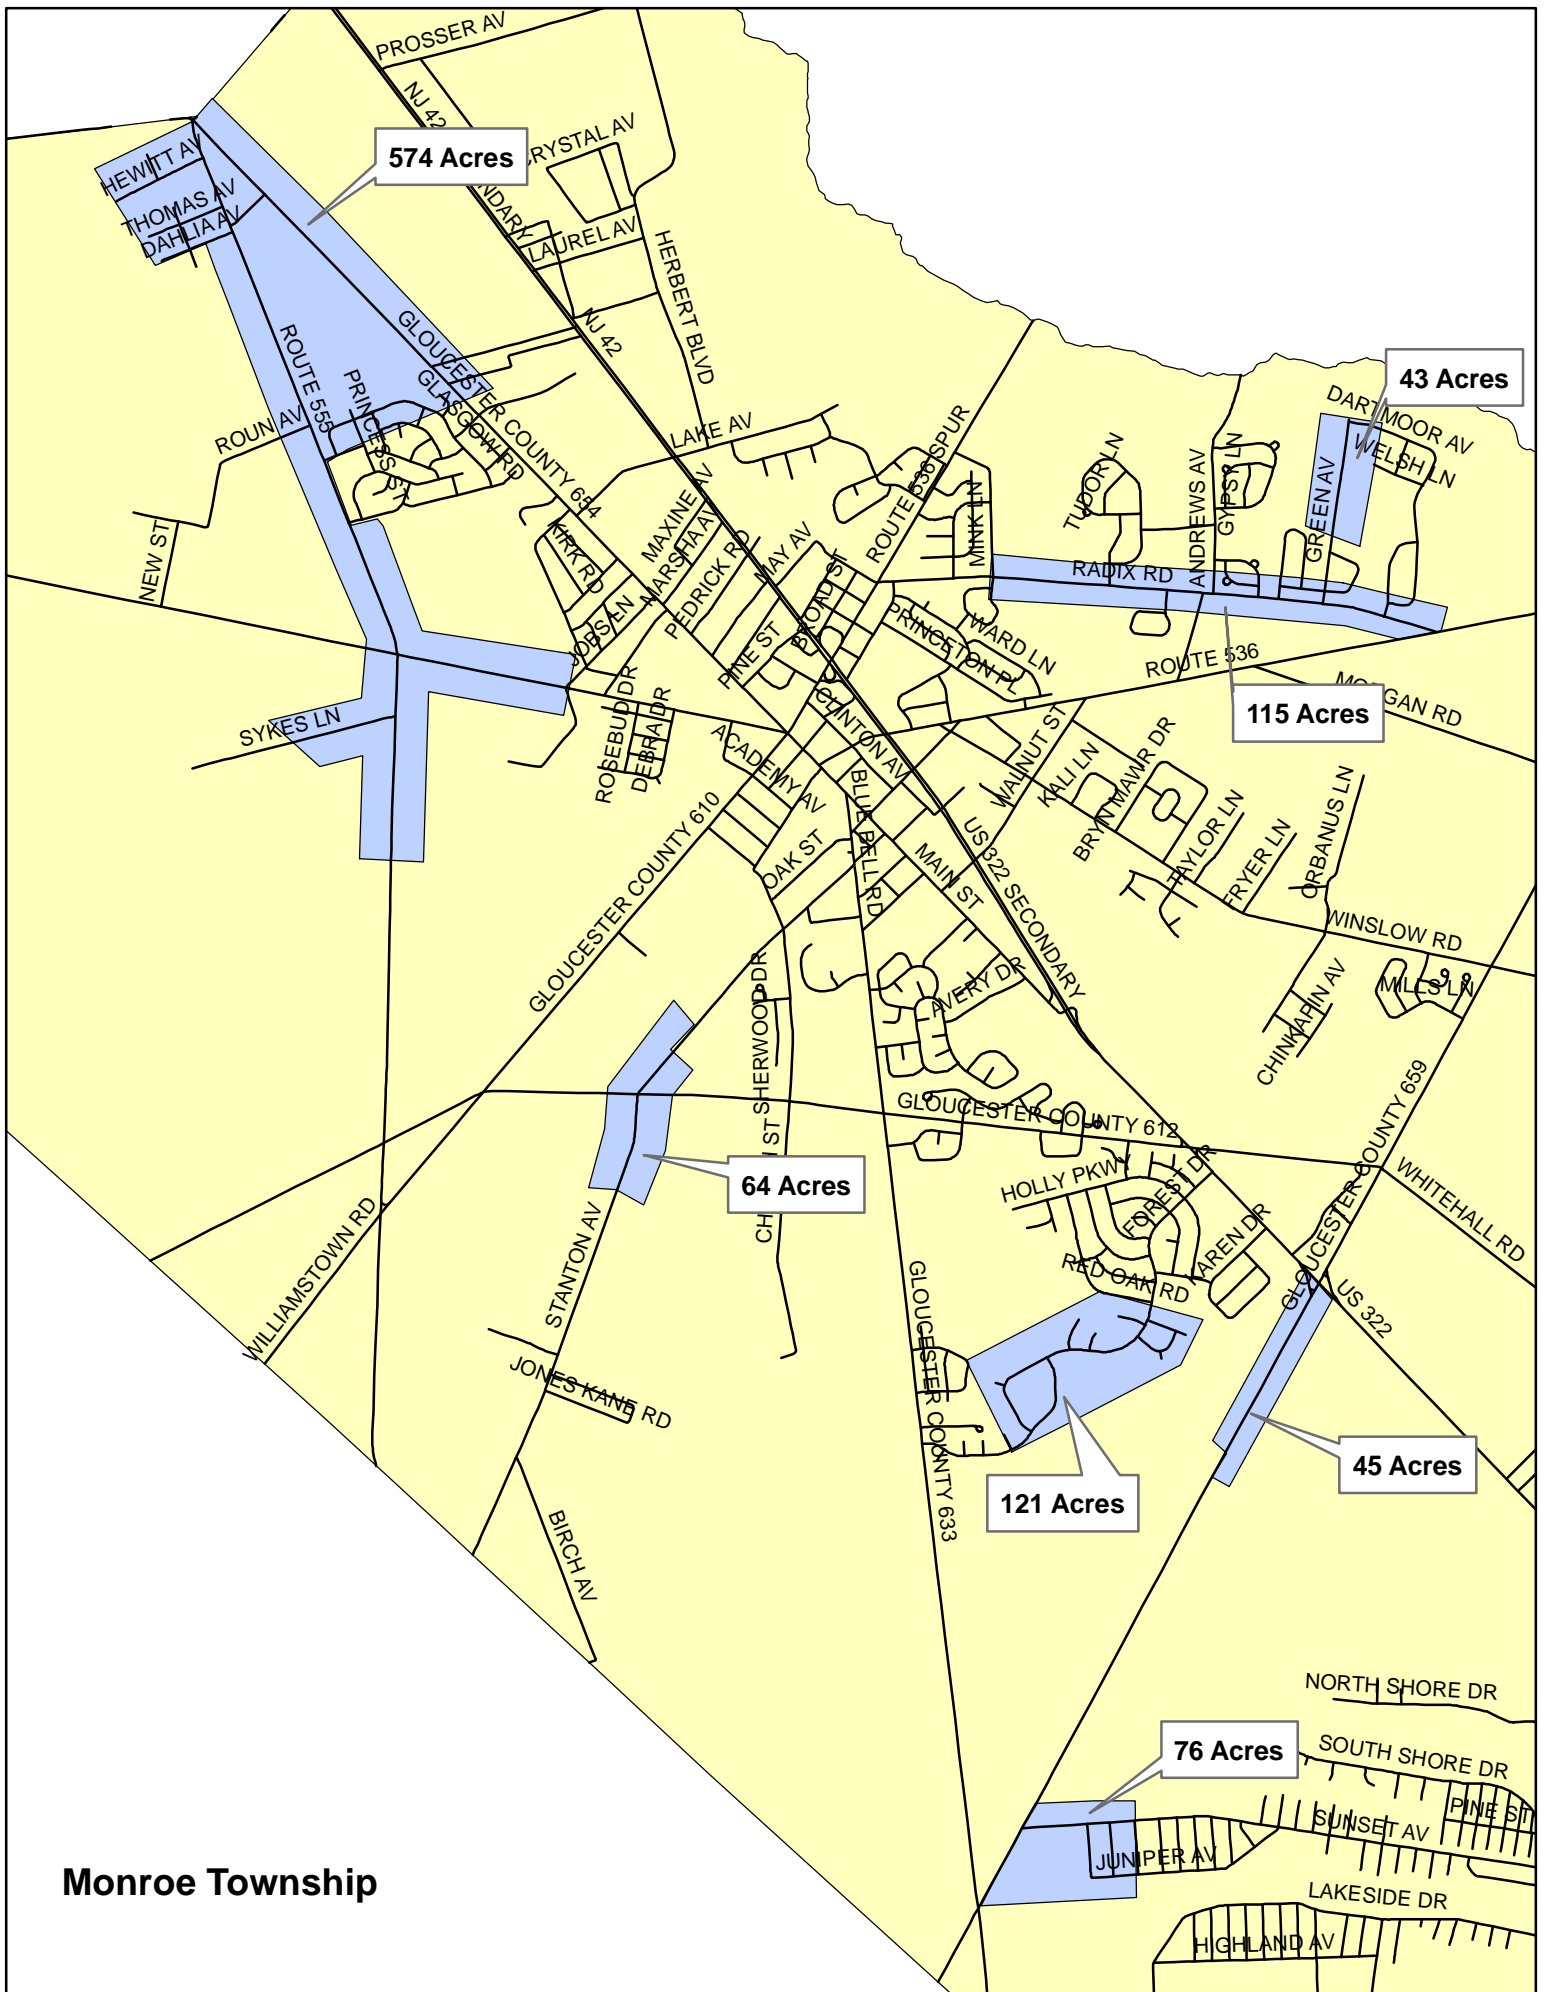 PROSSER AV
NJ 42
CRYSTAL AV
574 Acres
HEWITT AV
THOMAS AV
DAHLIA AV
LAUREL AV
HERBERT BLVD
NJ 42
GLOUCESTER COUNTY 654
ROUTE 555
PRINCESS ST
GLASGOW RD
ROUN AV
LAKE AV
43 Acres
DARTMOOR AV
WELSH LN
ROUTE 536 SPUR
TUDOR LN
ANDREWS AV
GYPSY LN
GREEN AV
MINK LN
MAXINE AV
MARSHA AV
PEDRICK RD
MAY AV
BROAD ST
KIRK RD
NEW ST
JOBS LN
RADIX RD
PINE ST
PRINCETON PL
WARD LN
ROUTE 536
MORGAN RD
115 Acres
SYKES LN
ROSEBUD DR
DEBRA DR
CLINTON AV
ACADEMY AV
WALNUT ST
KALI LN
BRYN MAWR DR
BLUE BELL RD
OAK ST
MAIN ST
US 322 SECONDARY
TAYLOR LN
FRYER LN
ORBANUS LN
GLOUCESTER COUNTY 610
WINSLOW RD
MILLS LN
CHINKAPIN AV
AVERY DR
SHERWOOD DR
GLOUCESTER COUNTY 612
GLOUCESTER COUNTY 659
WHITEHALL RD
64 Acres
HOLLY PKWY
FOREST DR
KAREN DR
RED OAK RD
WILLIAMSTOWN RD
STANTON AV
US 322
JONES KANE RD
GLOUCESTER COUNTY 633
121 Acres
45 Acres
BIRCH AV
NORTH SHORE DR
SOUTH SHORE DR
76 Acres
PINE ST
SUNSET AV
JUNIPER AV
LAKESIDE DR
HIGHLAND AV
Monroe Township